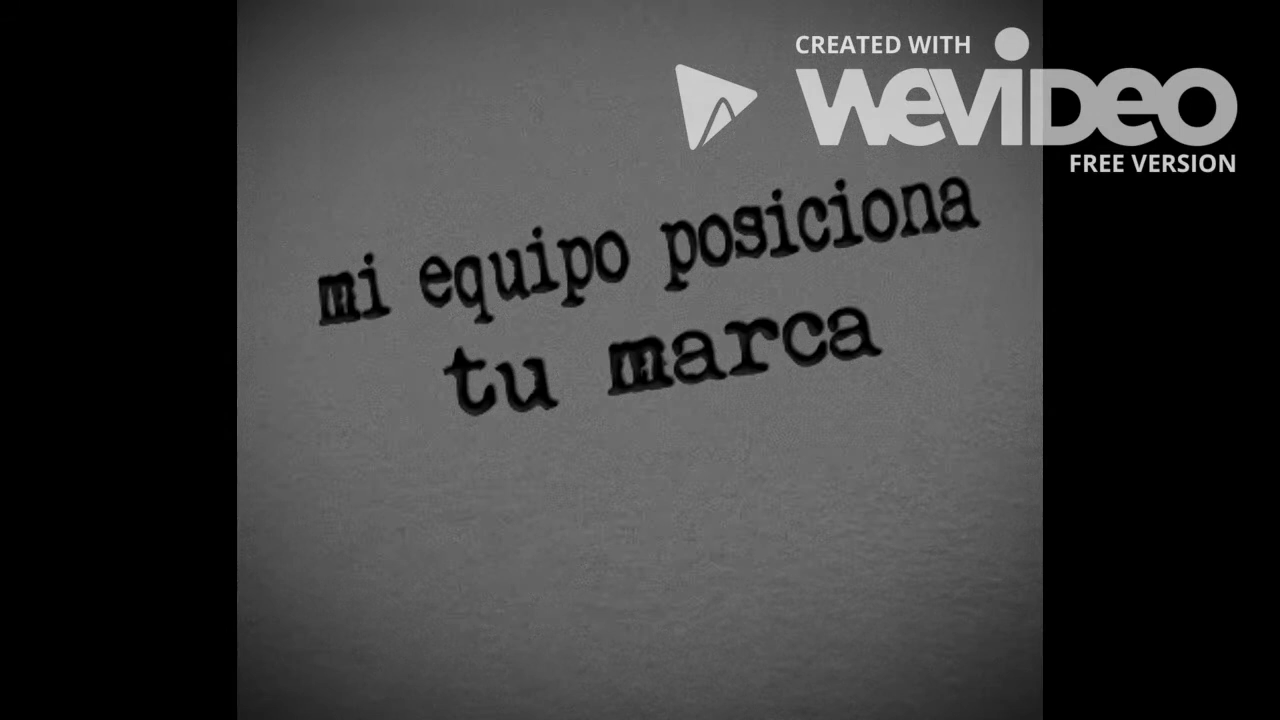 CREATED WITH
WEVIDEO
FREE VERSION
mi equipo posiciona
tu marca